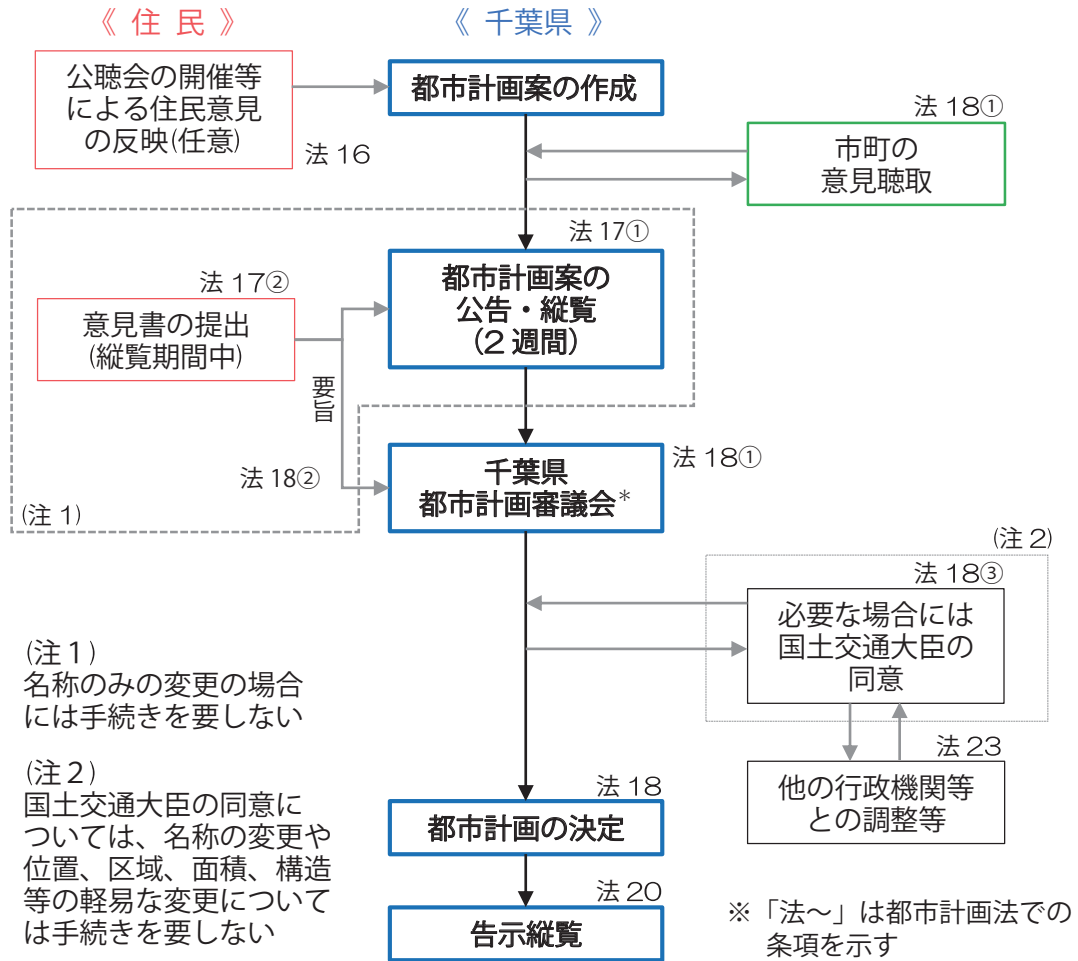 《 住 民 》
《 千葉県 》
公聴会の開催等
による住民意見
の反映(任意)
法 16
都市計画案の作成
法 18①
市町の
意見聴取
法 17①
都市計画案の
公告・縦覧
(2 週間)
法 17②
意見書の提出
(縦覧期間中)
要旨
法 18②
(注 1)
千葉県
都市計画審議会*
法 18①
(注 2)
法 18③
必要な場合には
国土交通大臣の
同意
法 23
他の行政機関等
との調整等
(注 1)
名称のみの変更の場合
には手続きを要しない
(注 2)
国土交通大臣の同意に
ついては、名称の変更や
位置、区域、面積、構造
等の軽易な変更について
は手続きを要しない
法 18
都市計画の決定
法 20
告示縦覧
※「法～」は都市計画法での
条項を示す